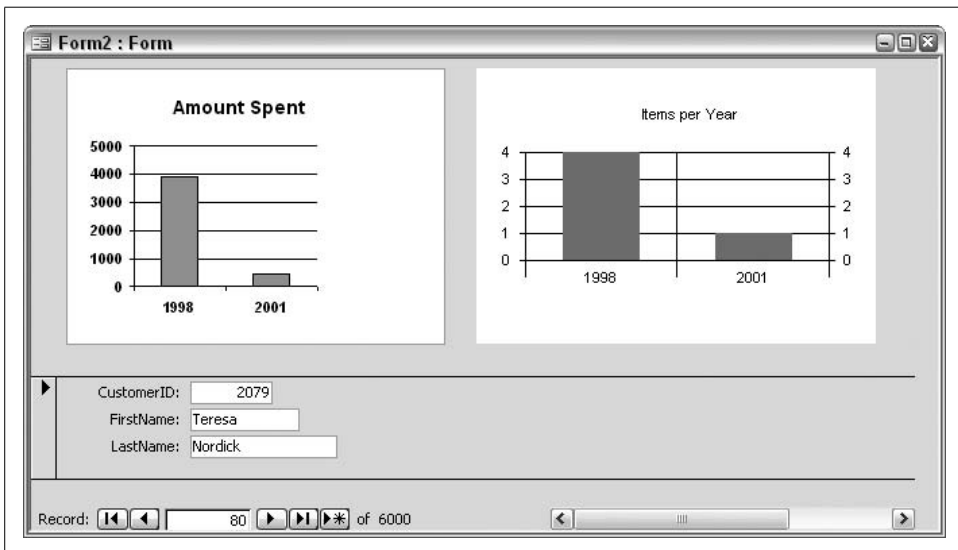 Form2 : Form
Amount Spent
5000
4000
3000
2000
1000
0
1998 2001
Items per Year
4 4
3 3
2 2
1 1
0 0
1998 2001
CustomerID: 2079
FirstName: Teresa
LastName: Nordick
Record: 80 of 6000